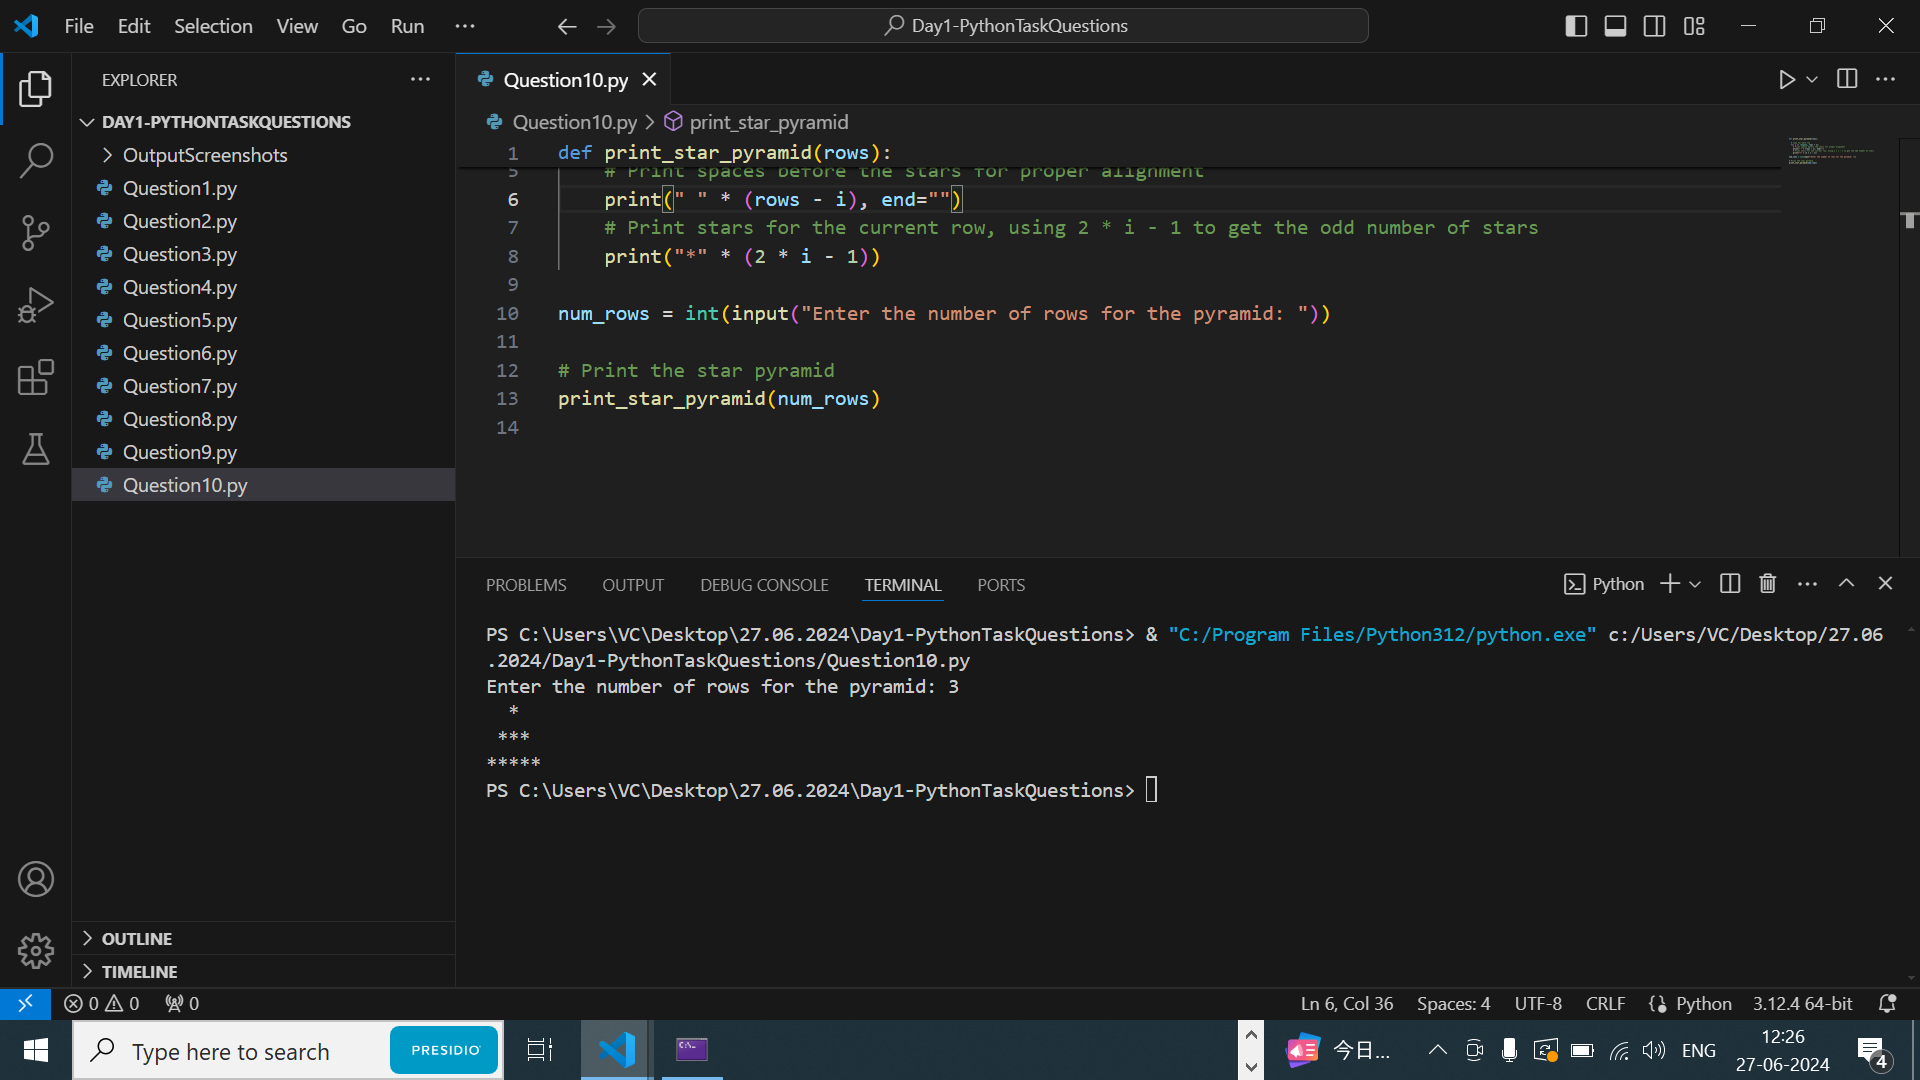 File Edit Selection View Go Run ···
Day1-PythonTaskQuestions
EXPLORER
DAY1-PYTHONTASKQUESTIONS
OutputScreenshots
Question1.py
Question2.py
Question3.py
Question4.py
Question5.py
Question6.py
Question7.py
Question8.py
Question9.py
Question10.py
OUTLINE
TIMELINE
Question10.py
Question10.py > print_star_pyramid
1 def print_star_pyramid(rows):
5 # Print spaces before the stars for proper alignment
6 print(" " * (rows - i), end="")
7 # Print stars for the current row, using 2 * i - 1 to get the odd number of stars
8 print("*" * (2 * i - 1))
9
10 num_rows = int(input("Enter the number of rows for the pyramid: "))
11
12 # Print the star pyramid
13 print_star_pyramid(num_rows)
14
PROBLEMS OUTPUT DEBUG CONSOLE TERMINAL PORTS
Python
PS C:\Users\VC\Desktop\27.06.2024\Day1-PythonTaskQuestions> & "C:/Program Files/Python312/python.exe" c:/Users/VC/Desktop/27.06
.2024/Day1-PythonTaskQuestions/Question10.py
Enter the number of rows for the pyramid: 3
  *
 ***
*****
PS C:\Users\VC\Desktop\27.06.2024\Day1-PythonTaskQuestions>
0 0 0
Ln 6, Col 36 Spaces: 4 UTF-8 CRLF Python 3.12.4 64-bit
Type here to search
PRESIDIO
今日...
ENG
12:26
27-06-2024
4